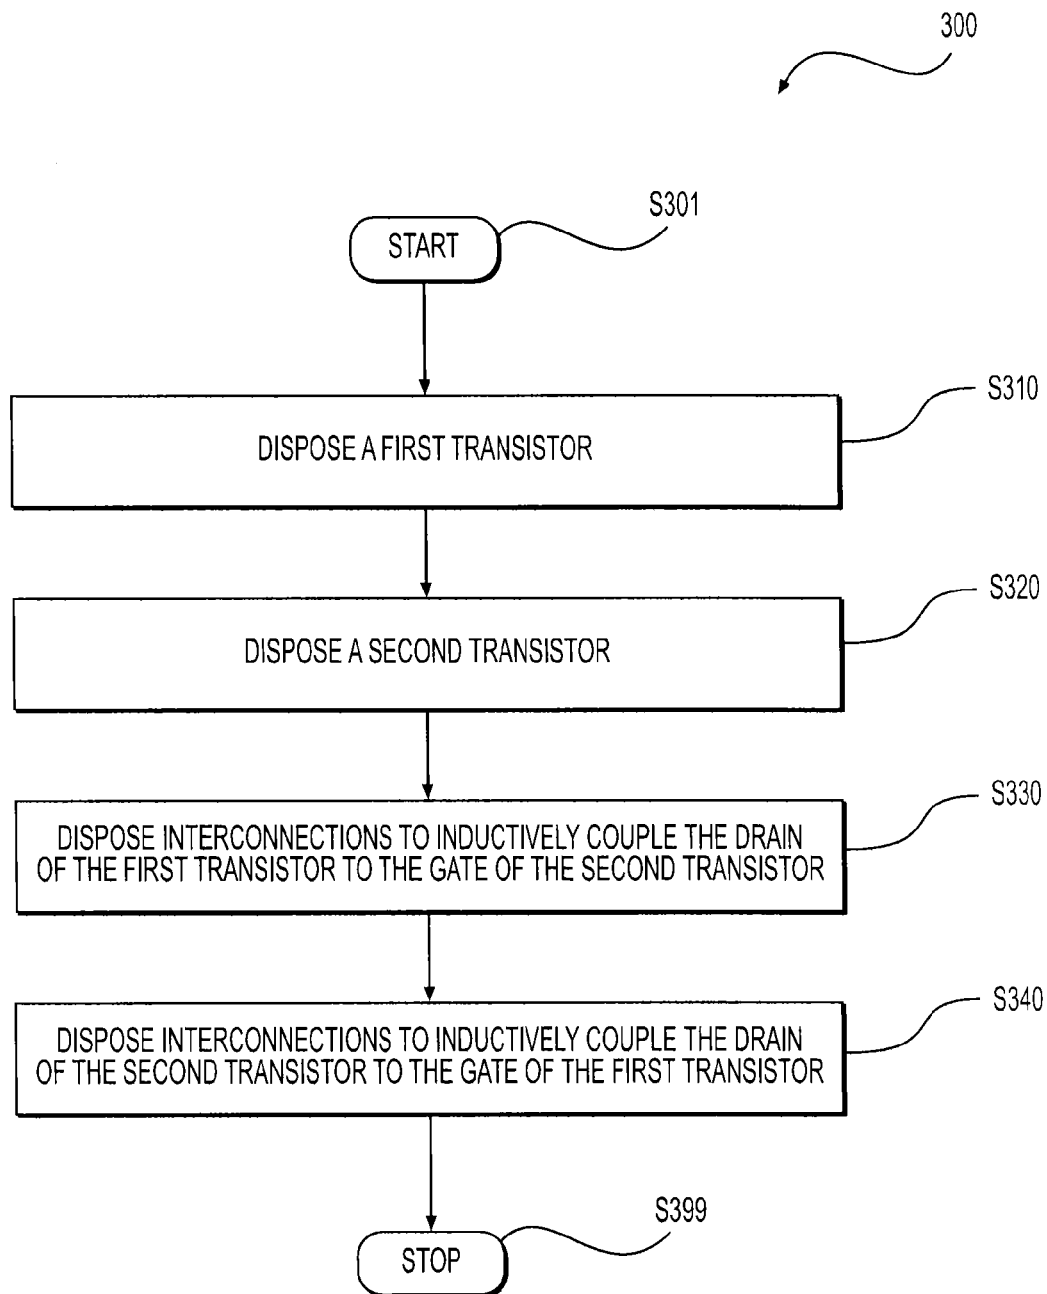 300
S301
START
S310
DISPOSE A FIRST TRANSISTOR
S320
DISPOSE A SECOND TRANSISTOR
S330
DISPOSE INTERCONNECTIONS TO INDUCTIVELY COUPLE THE DRAIN
OF THE FIRST TRANSISTOR TO THE GATE OF THE SECOND TRANSISTOR
S340
DISPOSE INTERCONNECTIONS TO INDUCTIVELY COUPLE THE DRAIN
OF THE SECOND TRANSISTOR TO THE GATE OF THE FIRST TRANSISTOR
S399
STOP